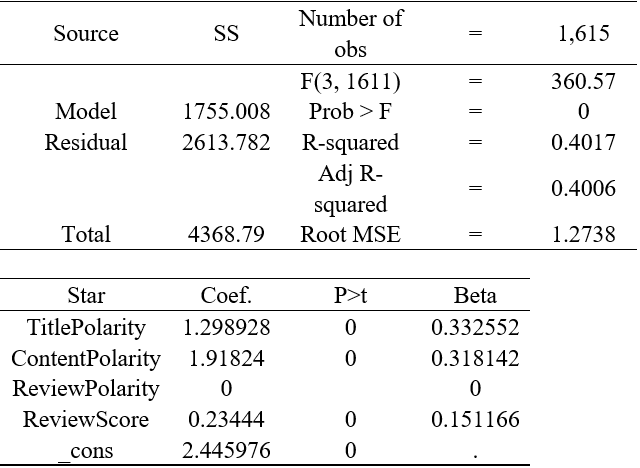 Source SS Number of obs = 1,615
F(3, 1611) = 360.57
Model 1755.008 Prob > F = 0
Residual 2613.782 R-squared = 0.4017
Adj R-squared = 0.4006
Total 4368.79 Root MSE = 1.2738
Star Coef. P>t Beta
TitlePolarity 1.298928 0 0.332552
ContentPolarity 1.91824 0 0.318142
ReviewPolarity 0 0
ReviewScore 0.23444 0 0.151166
_cons 2.445976 0 .